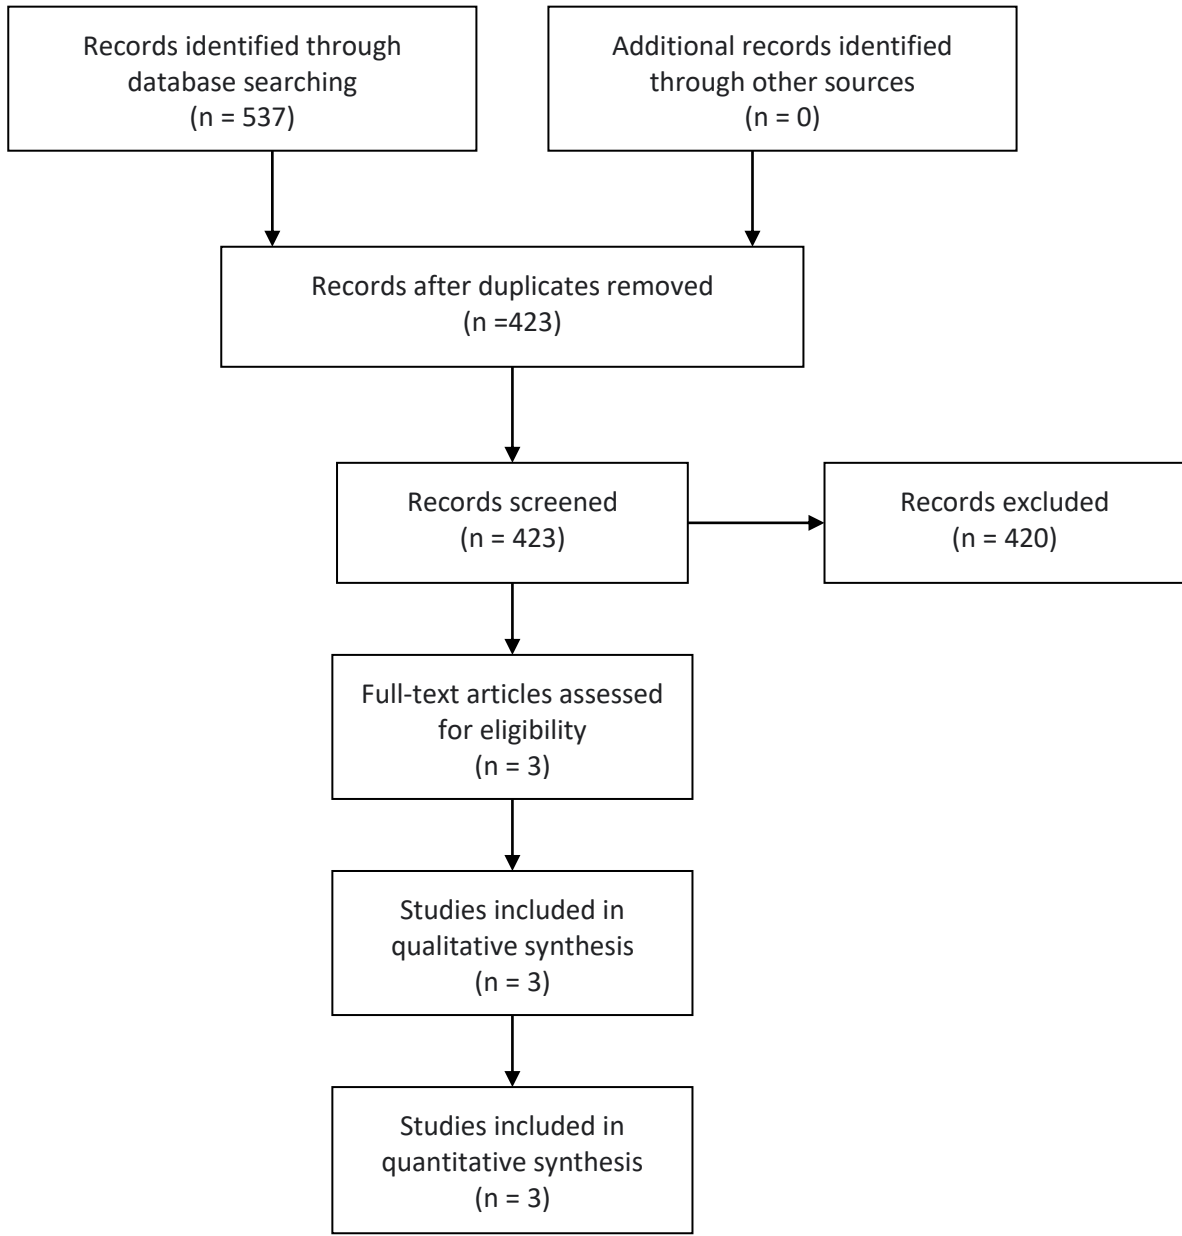 Records identified through
database searching
(n = 537)
Additional records identified
through other sources
(n = 0)
Records after duplicates removed
(n =423)
Records screened
(n = 423)
Records excluded
(n = 420)
Full-text articles assessed
for eligibility
(n = 3)
Studies included in
qualitative synthesis
(n = 3)
Studies included in
quantitative synthesis
(n = 3)